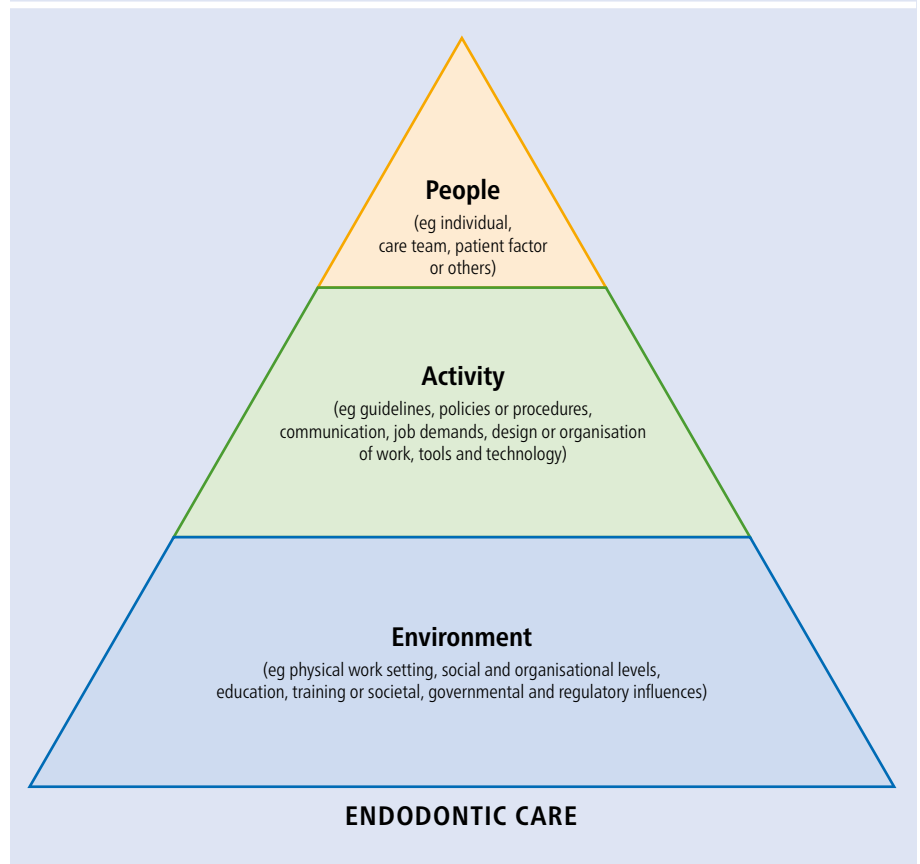 People
(eg individual,
care team, patient factor
or others)
Activity
(eg guidelines, policies or procedures,
communication, job demands, design or organisation
of work, tools and technology)
Environment
(eg physical work setting, social and organisational levels,
education, training or societal, governmental and regulatory influences)
ENDODONTIC CARE